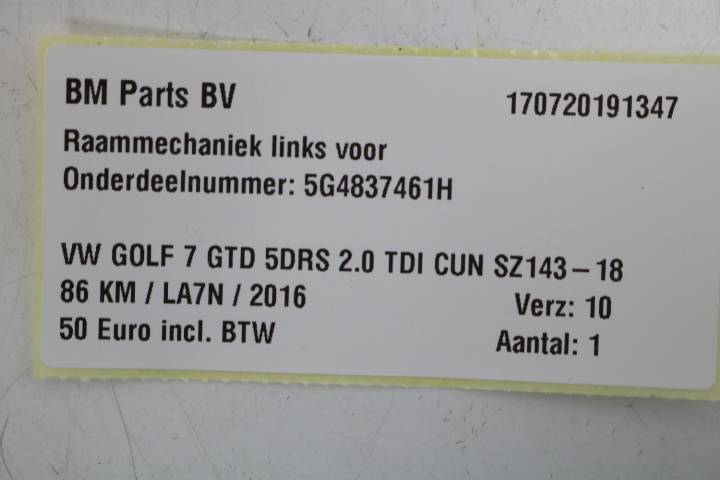 BM Parts BV 170720191347
Raammechaniek links voor
Onderdeelnummer: 5G4837461H
VW GOLF 7 GTD 5DRS 2.0 TDI CUN SZ143-18
86 KM / LA7N / 2016 Verz: 10
50 Euro incl. BTW Aantal: 1